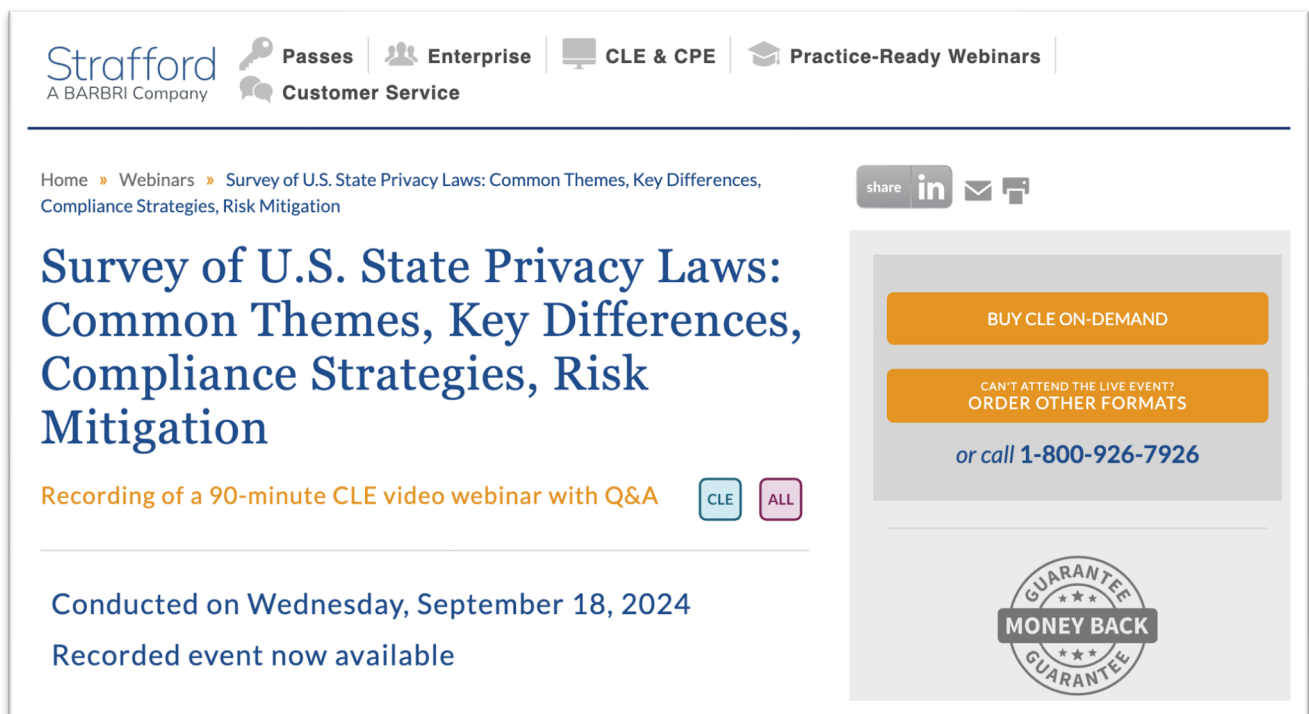 Strafford
A BARBRI Company
Passes
Enterprise
CLE & CPE
Practice-Ready Webinars
Customer Service
Home » Webinars » Survey of U.S. State Privacy Laws: Common Themes, Key Differences,
Compliance Strategies, Risk Mitigation
Survey of U.S. State Privacy Laws:
Common Themes, Key Differences,
Compliance Strategies, Risk
Mitigation
Recording of a 90-minute CLE video webinar with Q&A
CLE
ALL
Conducted on Wednesday, September 18, 2024
Recorded event now available
share in
BUY CLE ON-DEMAND
CAN'T ATTEND THE LIVE EVENT?
ORDER OTHER FORMATS
or call 1-800-926-7926
GUARANTEE
MONEY BACK
GUARANTEE